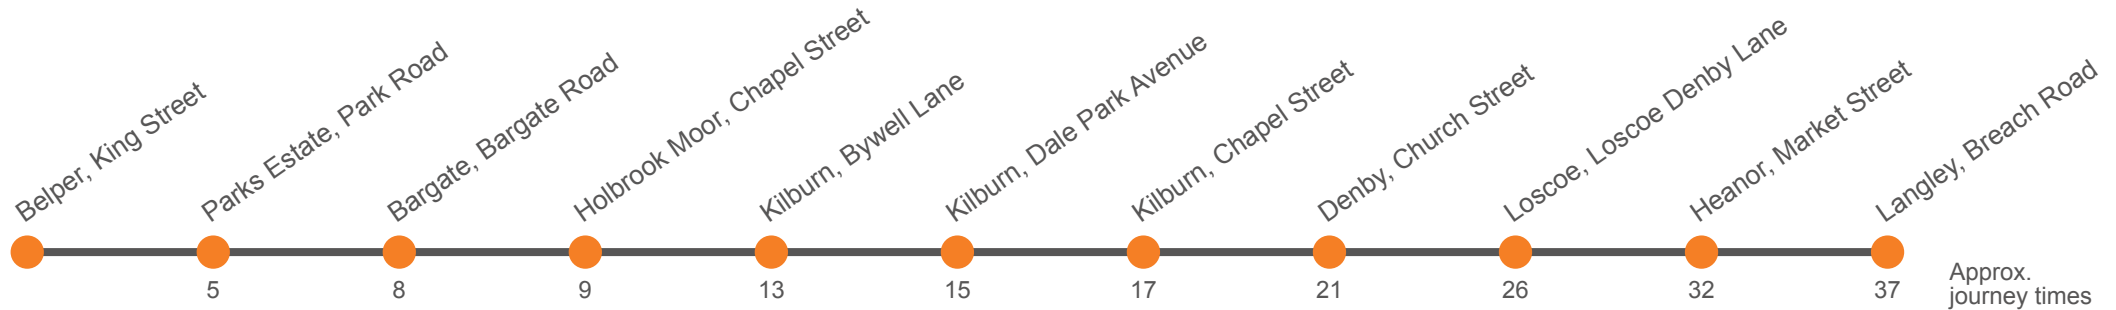 Belper, King Street
Parks Estate, Park Road
Bargate, Bargate Road
Holbrook Moor, Chapel Street
Kilburn, Bywell Lane
Kilburn, Dale Park Avenue
Kilburn, Chapel Street
Denby, Church Street
Loscoe, Loscoe Denby Lane
Heanor, Market Street
Langley, Breach Road
5
8
9
13
15
17
21
26
32
37
Approx.
journey times